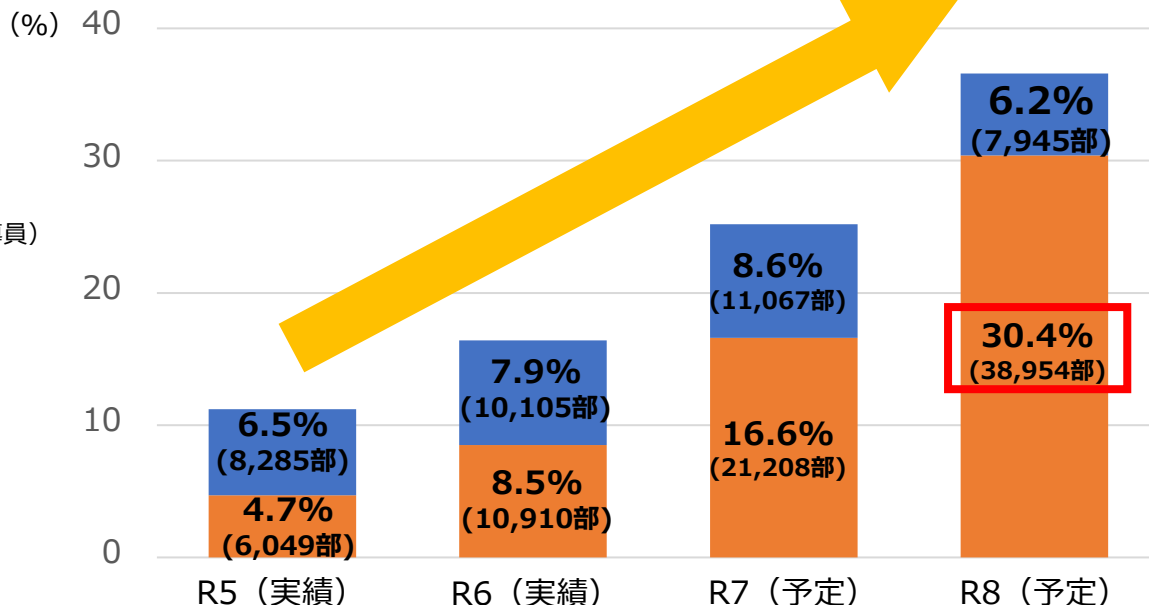 （%） 40
30
20
10
0
員）
6.5%
(8,285部)
4.7%
(6,049部)
7.9%
(10,105部)
8.5%
(10,910部)
8.6%
(11,067部)
16.6%
(21,208部)
6.2%
(7,945部)
30.4%
(38,954部)
R5（実績） R6（実績） R7（予定） R8（予定）